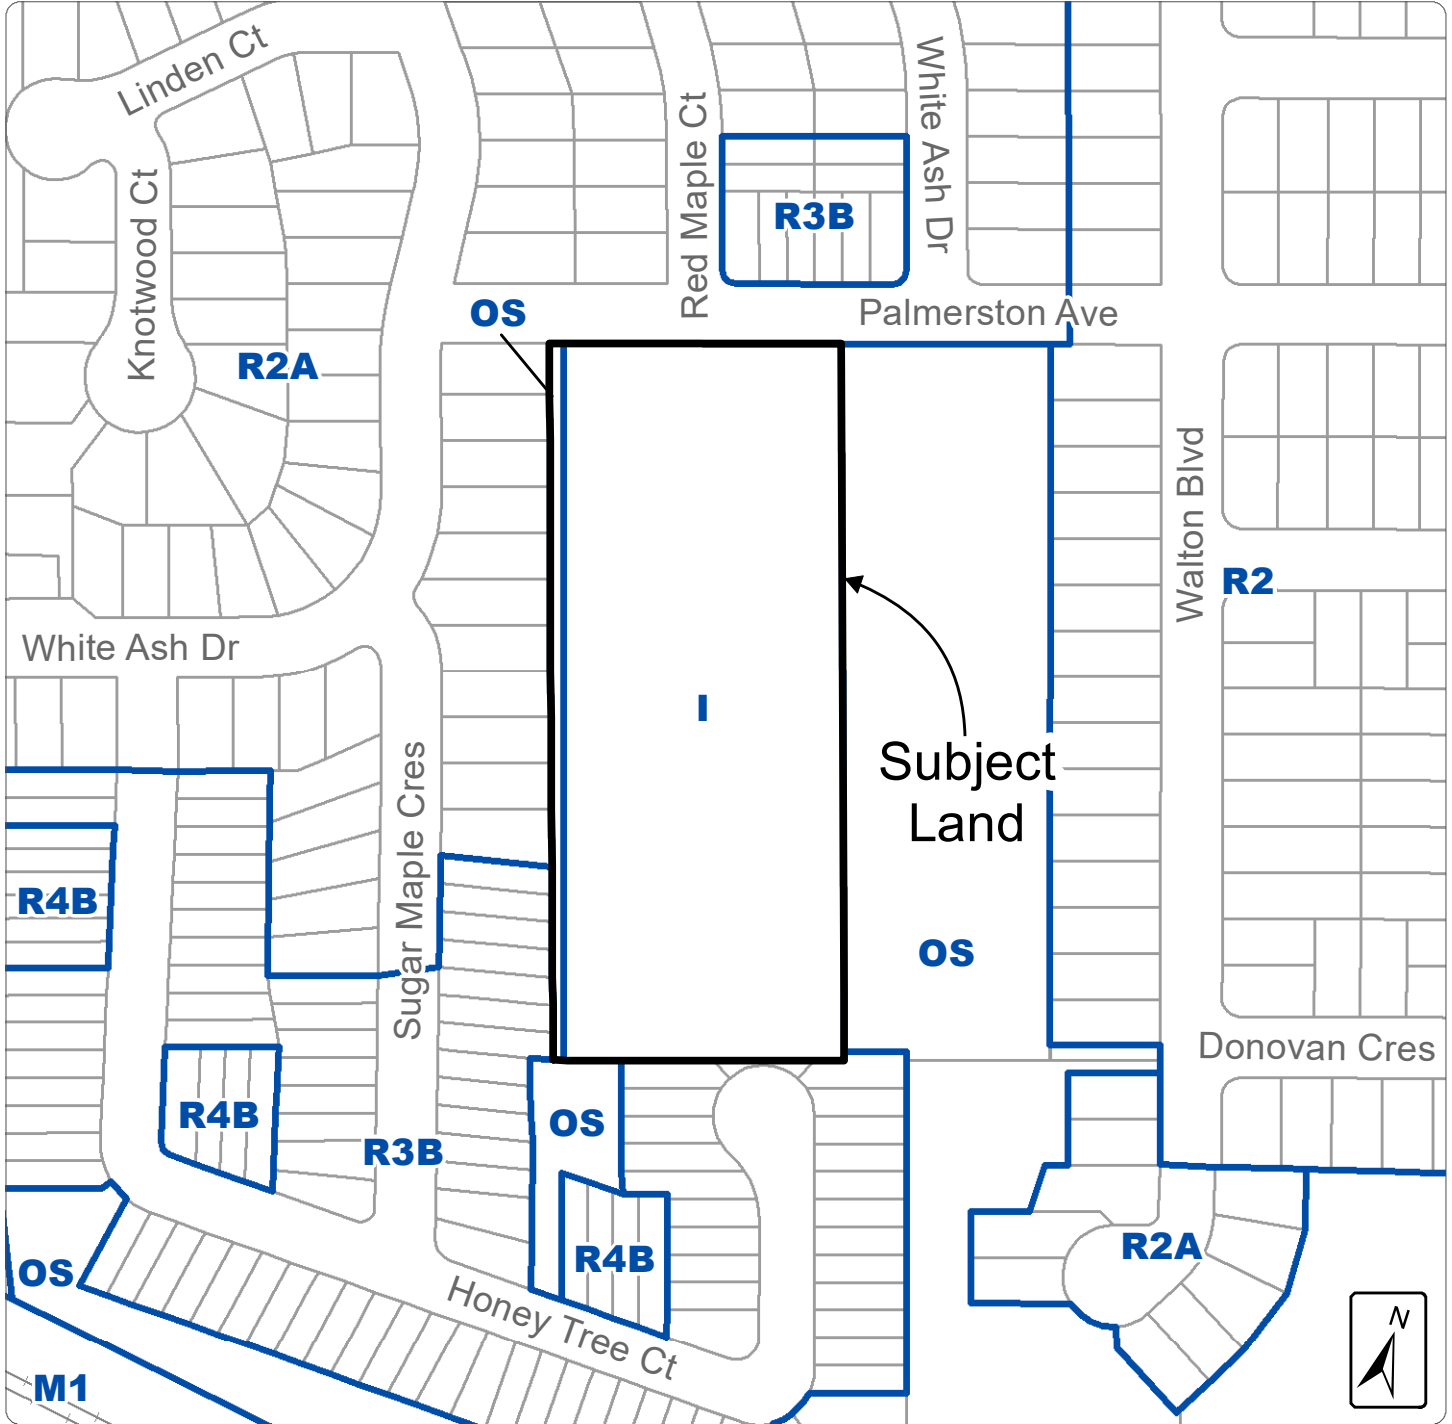 Linden Ct
White Ash Dr
Red Maple Ct
Knotwood Ct
R3B
OS
Palmerston Ave
R2A
Walton Blvd
R2
White Ash Dr
I
Subject
Land
Sugar Maple Cres
R4B
OS
Donovan Cres
R4B
OS
R3B
R2A
R4B
OS
Honey Tree Ct
N
M1